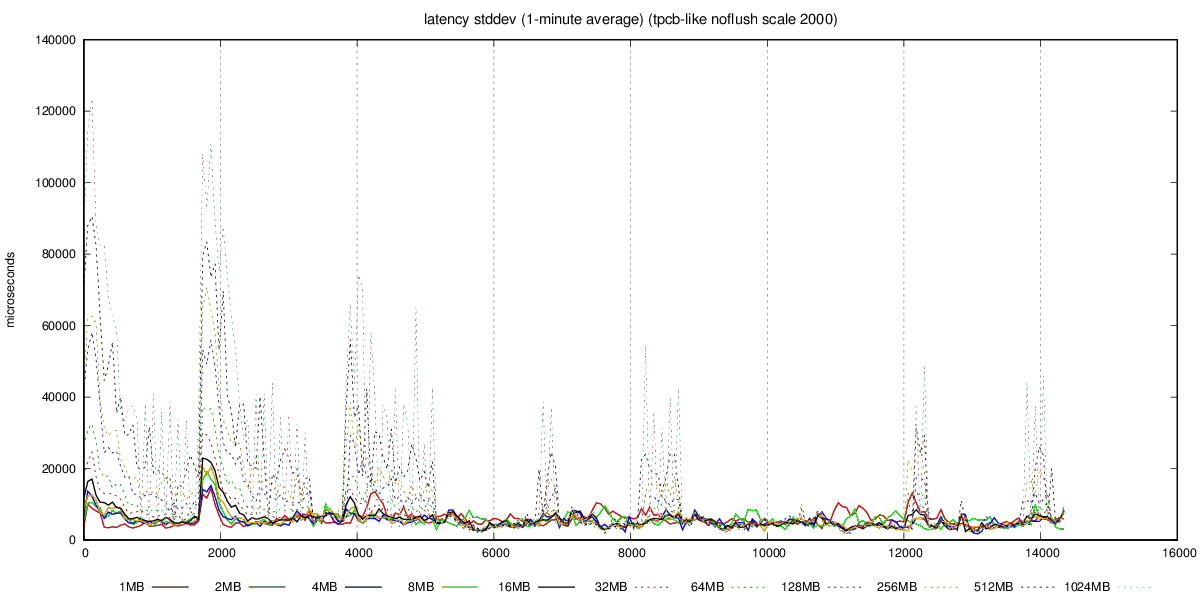 latency stddev (1-minute average) (tpcb-like noflush scale 2000)
140000
120000
100000
80000
60000
40000
20000
0
microseconds
0 2000 4000 6000 8000 10000 12000 14000 16000
1MB 2MB 4MB 8MB 16MB 32MB 64MB 128MB 256MB 512MB 1024MB